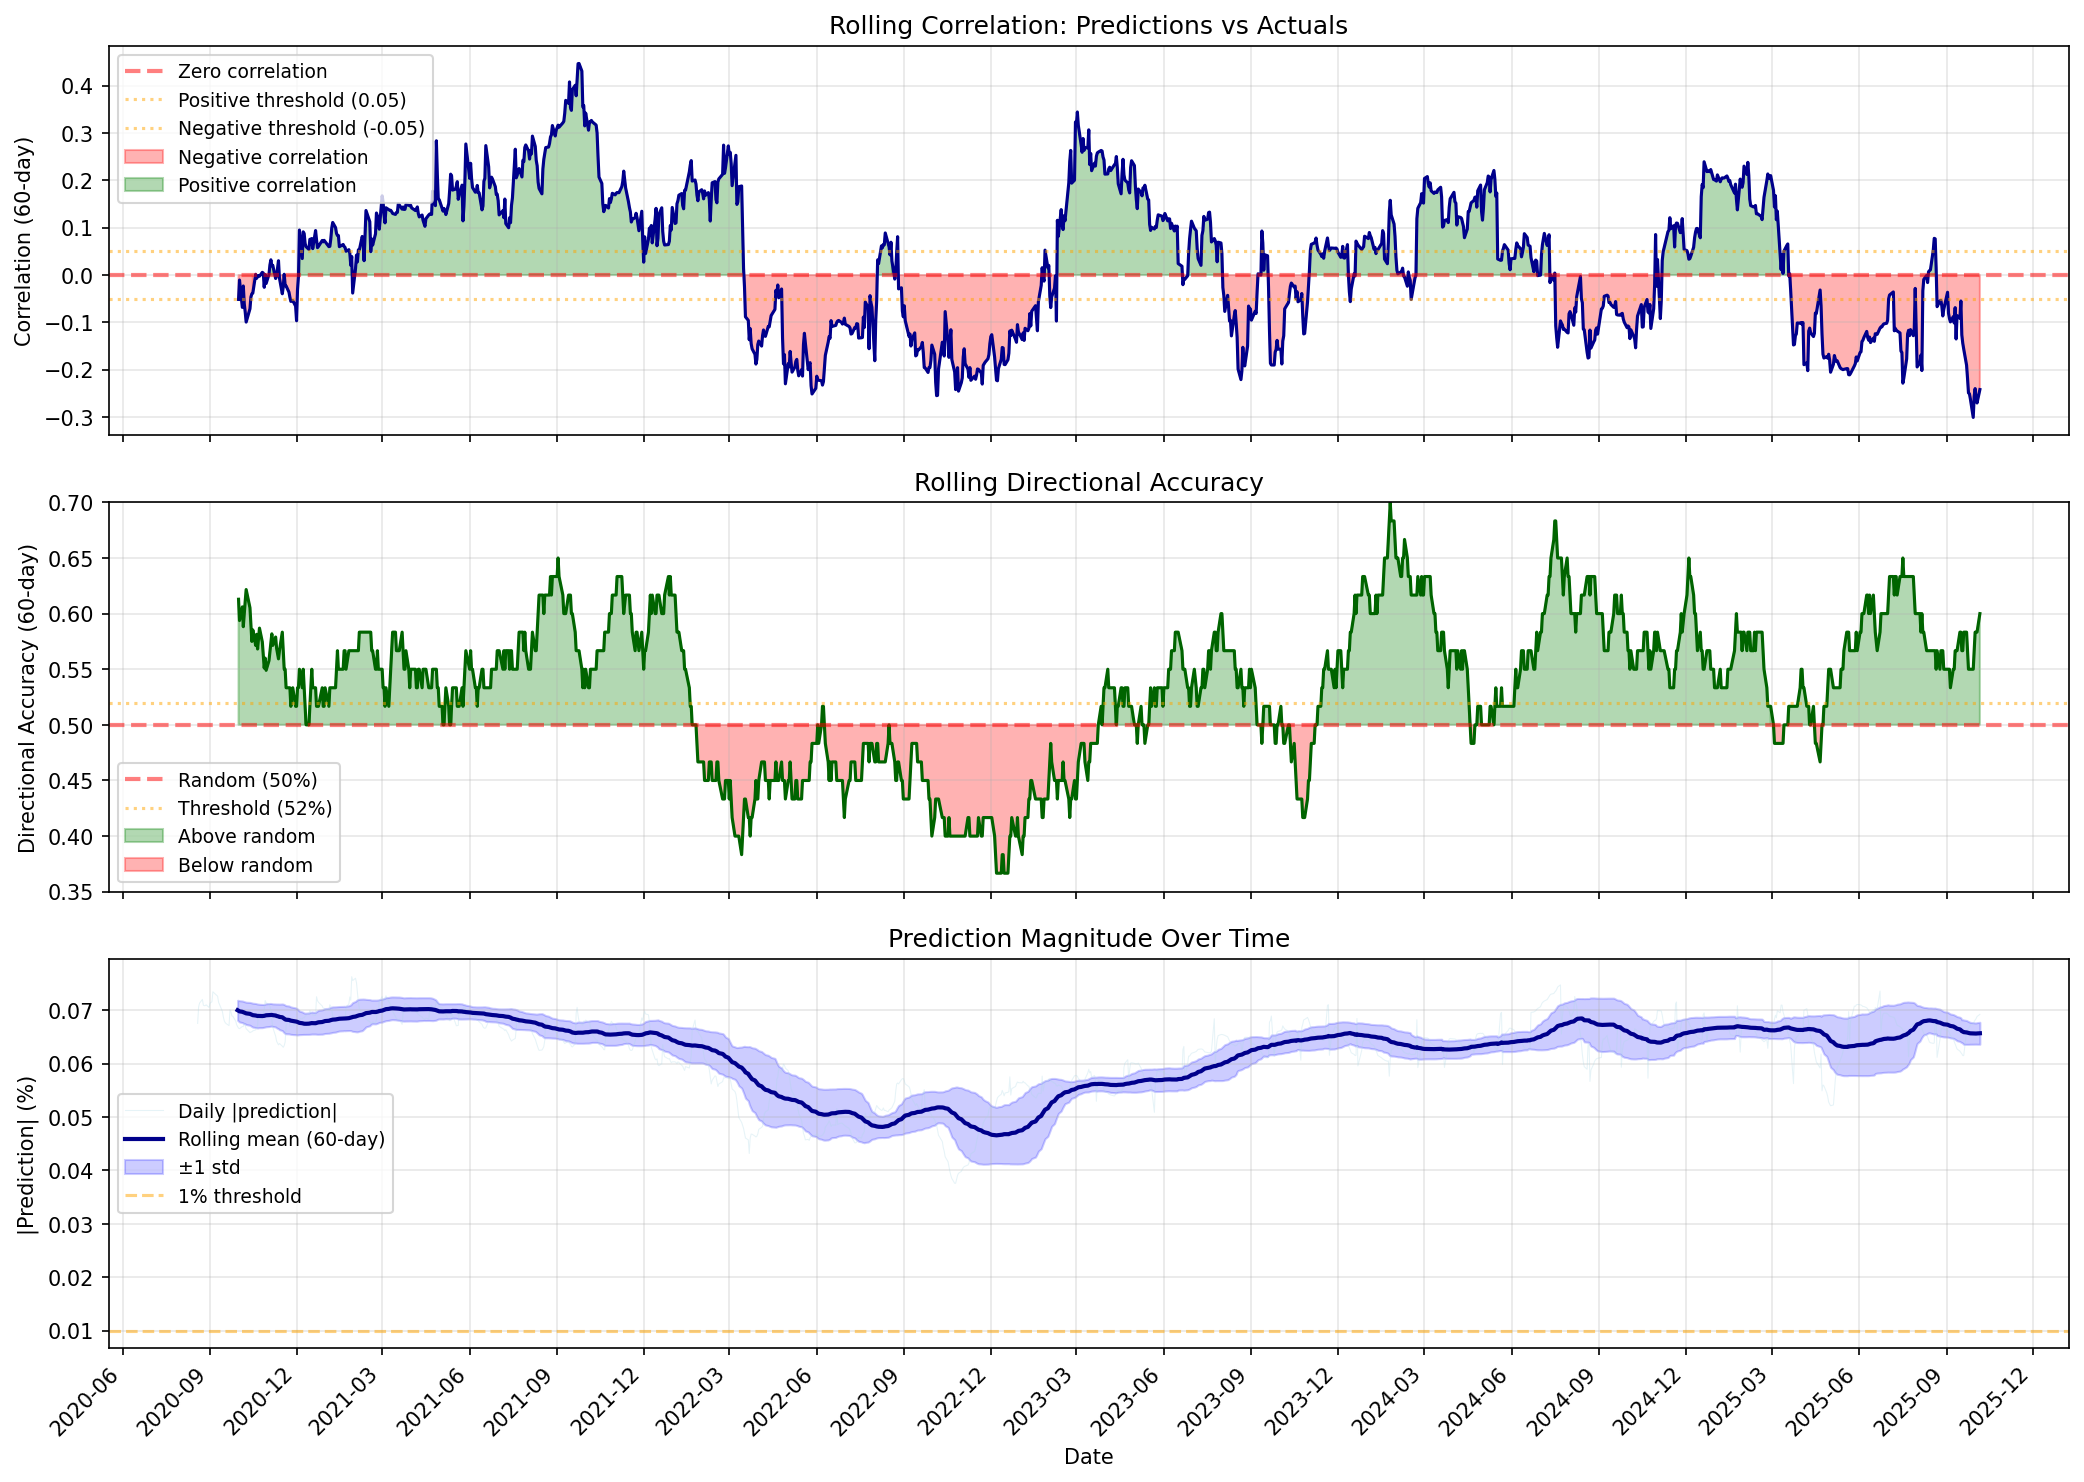 Rolling Correlation: Predictions vs Actuals
Correlation (60-day)
0.4
0.3
0.2
0.1
0.0
−0.1
−0.2
−0.3
Zero correlation
Positive threshold (0.05)
Negative threshold (-0.05)
Negative correlation
Positive correlation
Rolling Directional Accuracy
Directional Accuracy (60-day)
0.70
0.65
0.60
0.55
0.50
0.45
0.40
0.35
Random (50%)
Threshold (52%)
Above random
Below random
Prediction Magnitude Over Time
|Prediction| (%)
0.07
0.06
0.05
0.04
0.03
0.02
0.01
Daily |prediction|
Rolling mean (60-day)
±1 std
1% threshold
2020-06
2020-09
2020-12
2021-03
2021-06
2021-09
2021-12
2022-03
2022-06
2022-09
2022-12
2023-03
2023-06
2023-09
2023-12
2024-03
2024-06
2024-09
2024-12
2025-03
2025-06
2025-09
2025-12
Date